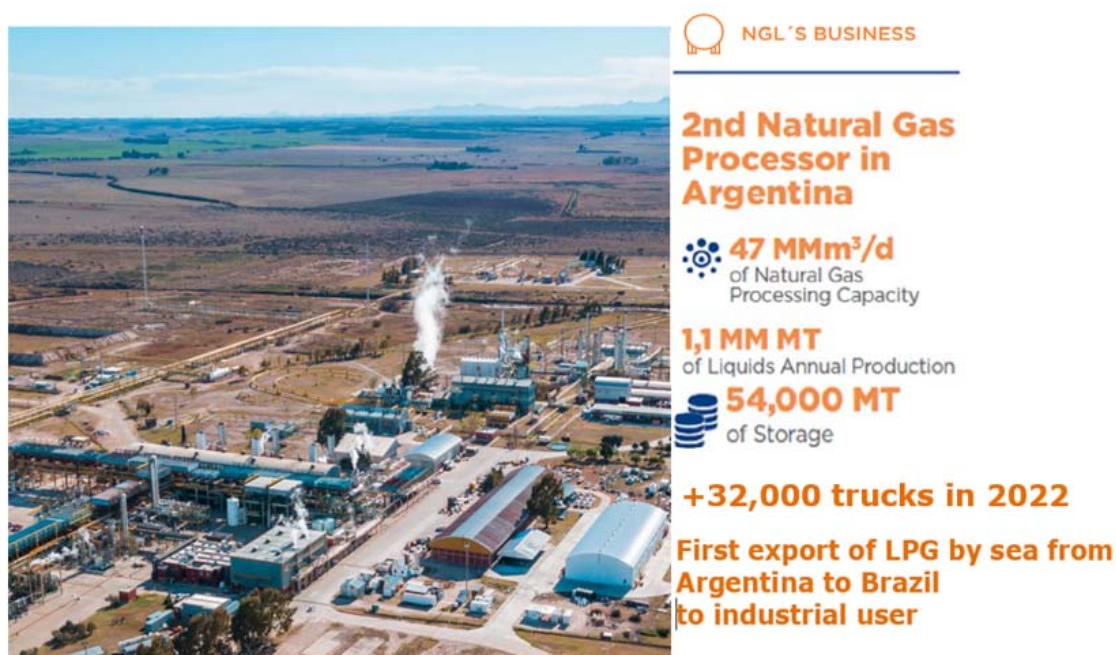 NGL´S BUSINESS
2nd Natural Gas
Processor in
Argentina
47 MMm³/d
of Natural Gas
Processing Capacity
1,1 MM MT
of Liquids Annual Production
54,000 MT
of Storage
+32,000 trucks in 2022
First export of LPG by sea from
Argentina to Brazil
to industrial user